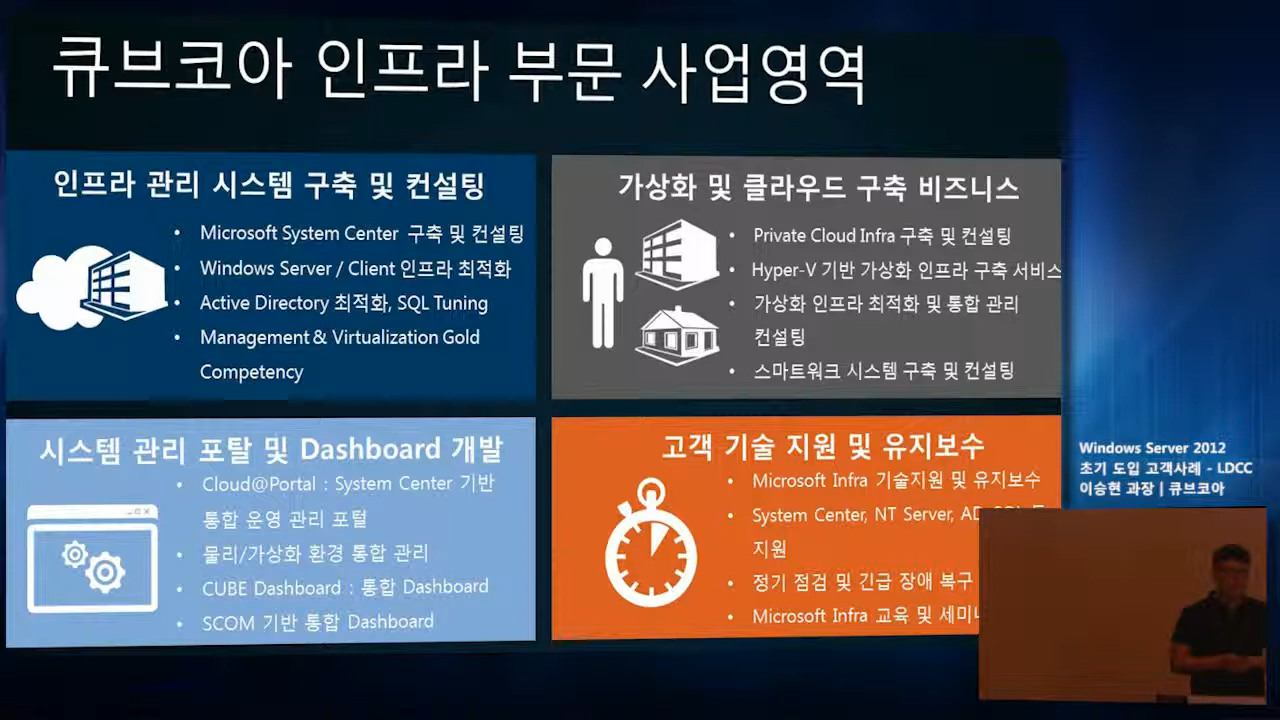 큐브코아 인프라 부문 사업영역
인프라 관리 시스템 구축 및 컨설팅
• Microsoft System Center 구축 및 컨설팅
• Windows Server / Client 인프라 최적화
• Active Directory 최적화, SQL Tuning
• Management & Virtualization Gold
Competency
가상화 및 클라우드 구축 비즈니스
• Private Cloud Infra 구축 및 컨설팅
• Hyper-V 기반 가상화 인프라 구축 서비스
• 가상화 인프라 최적화 및 통합 관리
컨설팅
• 스마트워크 시스템 구축 및 컨설팅
시스템 관리 포탈 및 Dashboard 개발
• Cloud@Portal : System Center 기반
통합 운영 관리 포털
• 물리/가상화 환경 통합 관리
• CUBE Dashboard : 통합 Dashboard
• SCOM 기반 통합 Dashboard
고객 기술 지원 및 유지보수
• Microsoft Infra 기술지원 및 유지보수
• System Center, NT Server,
지원
• 정기 점검 및 긴급 장애 복구
• Microsoft Infra 교육 및
Windows Server 2012
초기 도입 고객사례 - LDCC
이승현 과장 | 큐브코아